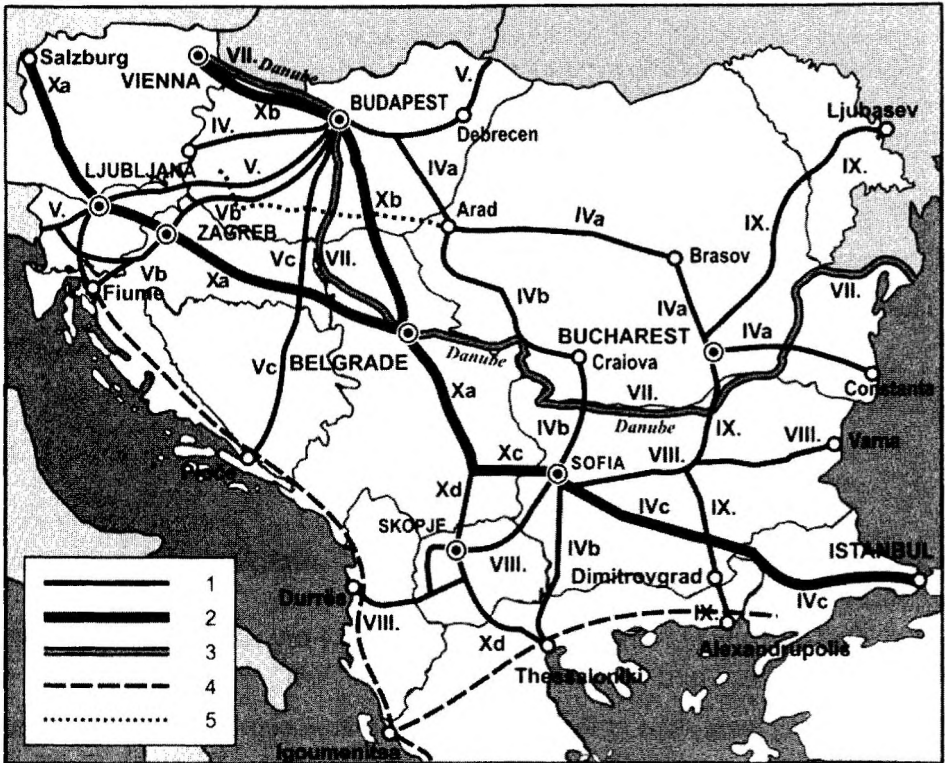 Salzburg
VII.
Danube
VIENNA
Xa
Xb
BUDAPEST
V.
Debrecen
Ljubasev
IV.
LJUBLJANA
V.
IVa
IX.
IX.
V.
Vb
Xb
Arad
IVa
ZAGREB
Brasov
Vb
Xa
Vc
VII.
IX.
Fiume
IVb
IVa
VII.
BUCHAREST
IVa
Vc
BELGRADE
Danube
Craiova
Constanta
Xa
VII.
IVb
Danube
IX.
VIII.
Varna
Xc
VIII.
SOFIA
Xd
IX.
SKOPJE
IVc
ISTANBUL
VIII.
IVb
Dimitrovgrad
IVc
1
2
Durrës
VIII.
IX.
3
Xd
Alexandrupolis
4
Thessaloniki
5
Igoumenitsa